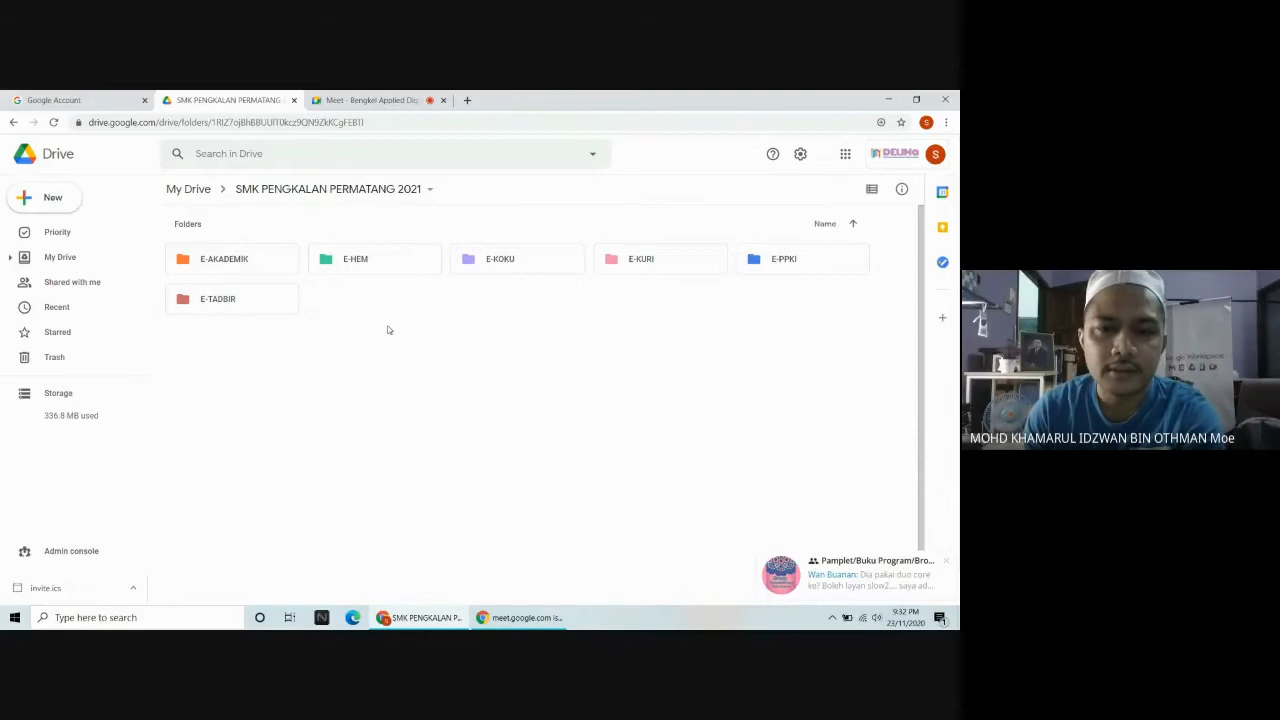 Google Account
SMK PENGKALAN PERMATANG 2
Meet - Bengkel Applied Dig
drive.google.com/drive/folders/
Drive
Search in Drive
DELIMa
S
New
My Drive
SMK PENGKALAN PERMATANG 2021
Priority
My Drive
Shared with me
Recent
Starred
Trash
Storage
336.8 MB used
Admin console
Folders
Name
E-AKADEMIK
E-HEM
E-KOKU
E-KURI
E-PPKI
E-TADBIR
Pamplet/Buku Program/Bro...
Wan Buanan: Dia pakai duo core
ke? Boleh layan slow2.... saya ad...
invite.ics
Type here to search
SMK PENGKALAN P...
meet.google.com is...
9:32 PM
23/11/2020
Google Workspace
MOHD KHAMARUL IDZWAN BIN OTHMAN Moe